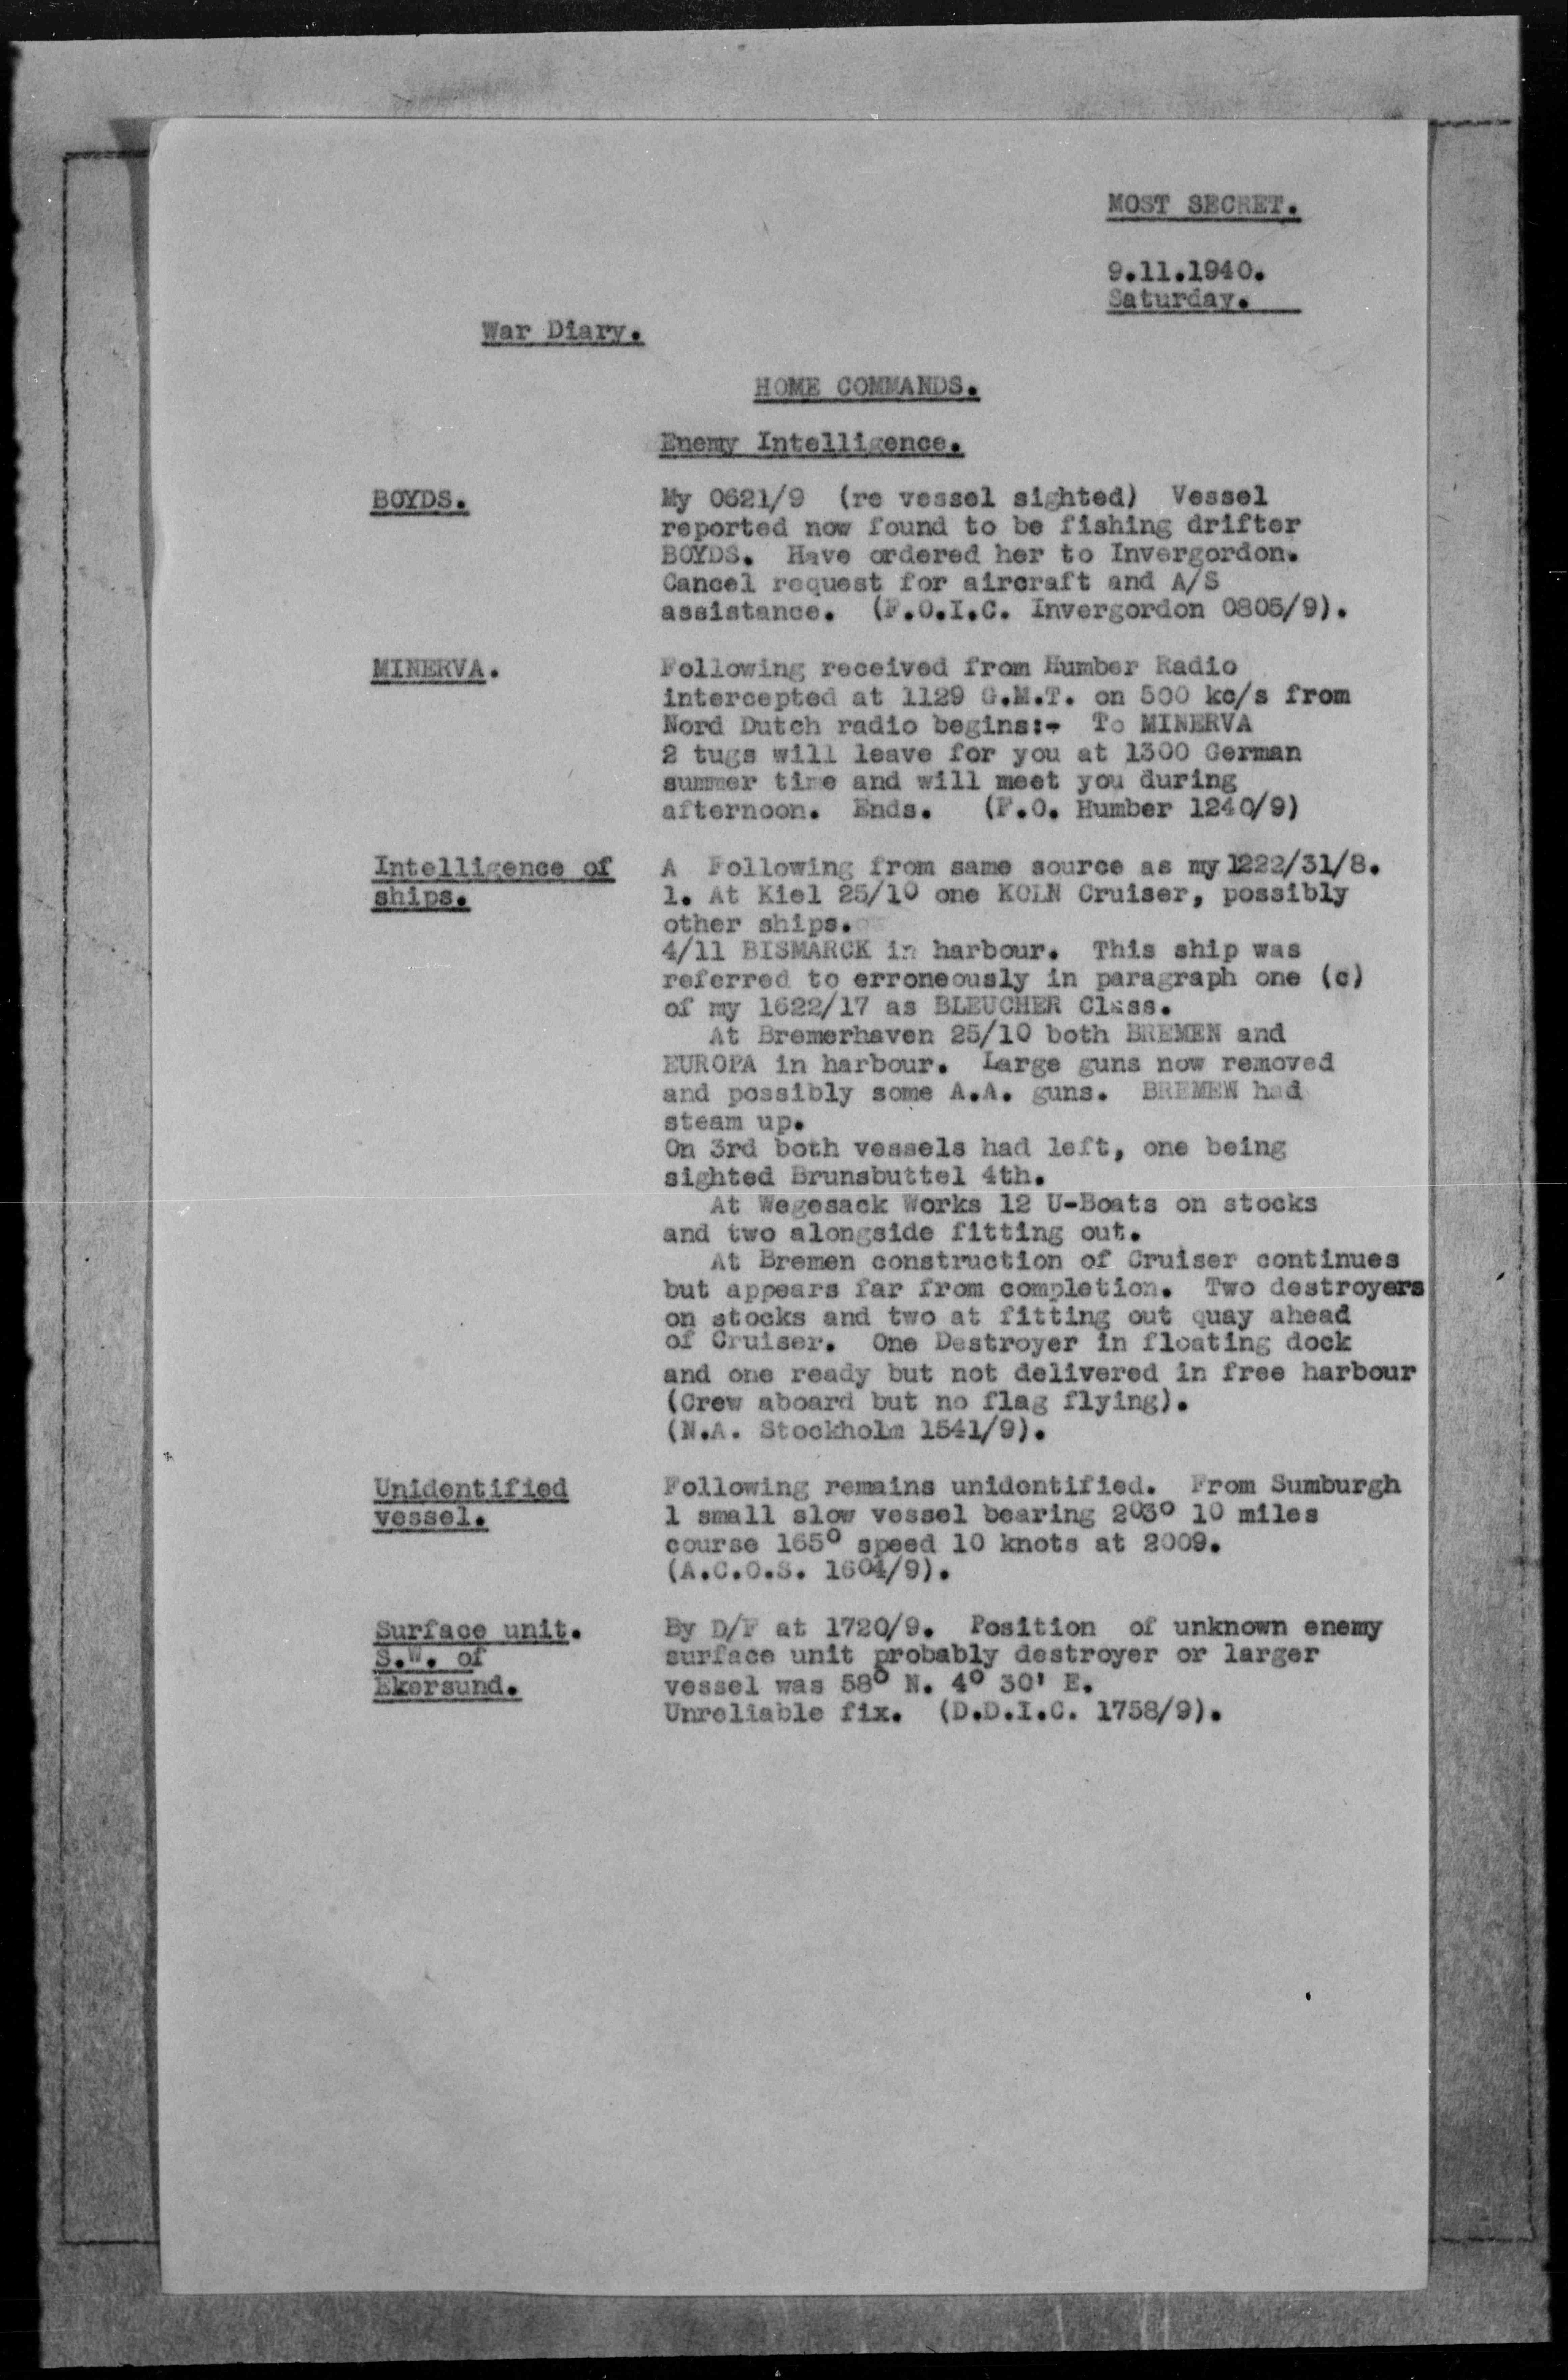 MOST SECRET.
9.11.1940.
Saturday.
War Diary.
HOME COMMANDS.
Enemy Intelligence.
BOYDS.
My 0621/9 (re vessel sighted) Vessel
reported now found to be fishing drifter
BOYDS. Have ordered her to Invergordon.
Cancel request for aircraft and A/S
assistance. (F.O.I.C. Invergordon 0805/9).
MINERVA.
Following received from Humber Radio
intercepted at 1129 G.M.T. on 500 kc/s from
Nord Dutch radio begins:- To MINERVA
2 tugs will leave for you at 1300 German
summer time and will meet you during
afternoon. Ends. (F.O. Humber 1240/9)
Intelligence of
ships.
A Following from same source as my 1222/31/8.
1. At Kiel 25/10 one KOLN Cruiser, possibly
other ships.
4/11 BISMARCK in harbour. This ship was
referred to erroneously in paragraph one (c)
of my 1622/17 as BLEUCHER Class.
At Bremerhaven 25/10 both BREMEN and
EUROPA in harbour. Large guns now removed
and possibly some A.A. guns. BREMEN had
steam up.
On 3rd both vessels had left, one being
sighted Brunsbuttel 4th.
At Wegesack Works 12 U-Boats on stocks
and two alongside fitting out.
At Bremen construction of Cruiser continues
but appears far from completion. Two destroyers
on stocks and two at fitting out quay ahead
of Cruiser. One Destroyer in floating dock
and one ready but not delivered in free harbour
(Crew aboard but no flag flying).
(N.A. Stockholm 1541/9).
Unidentified
vessel.
Following remains unidentified. From Sumburgh
1 small slow vessel bearing 203° 10 miles
course 165° speed 10 knots at 2009.
(A.C.O.S. 1604/9).
Surface unit.
S.W. of
Ekersund.
By D/F at 1720/9. Position of unknown enemy
surface unit probably destroyer or larger
vessel was 58° N. 4° 30' E.
Unreliable fix. (D.D.I.C. 1758/9).